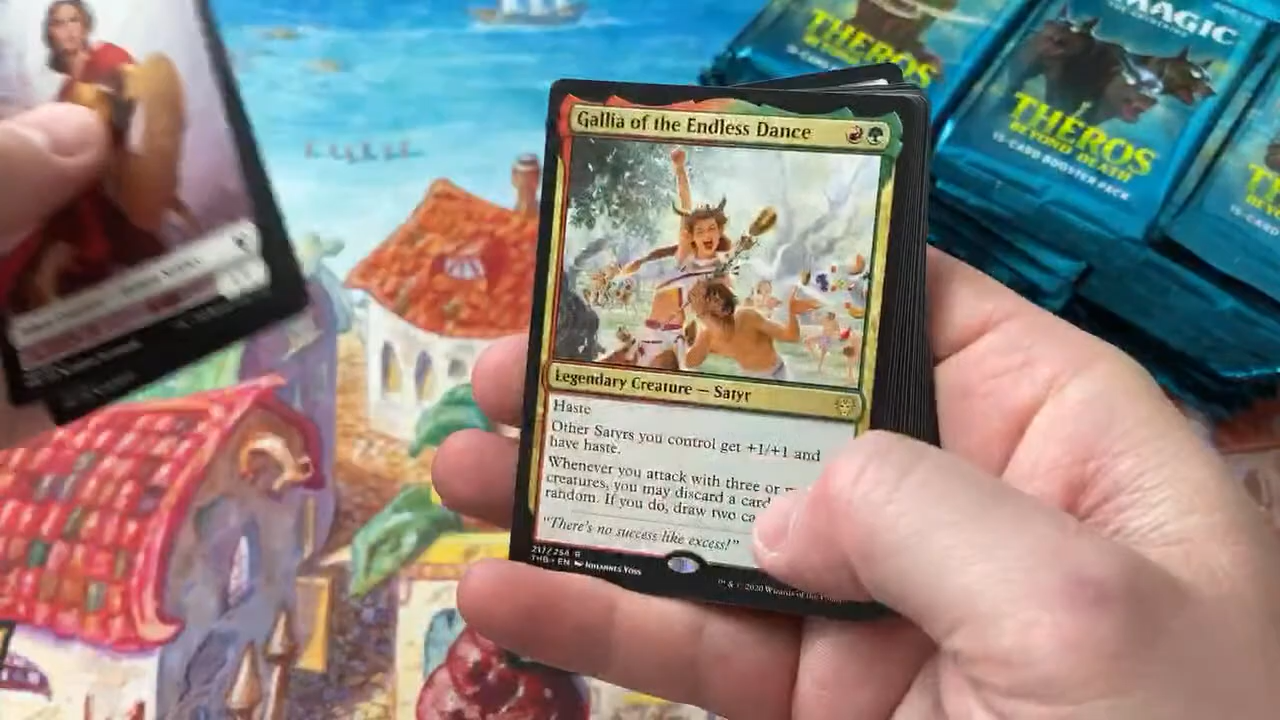 Gallia of the Endless Dance
Legendary Creature — Satyr
Haste
Other Satyrs you control get +1/+1 and
have haste.
Whenever you attack with three or
creatures, you may discard a card
random. If you do, draw two
"There's no success like excess!"
217/254 R
THB • EN JOHANNES VOSS
™ & © 2020 Wizards of the
THEROS
MAGIC
THEROS
BEYOND DEATH
15-CARD BOOSTER PACK